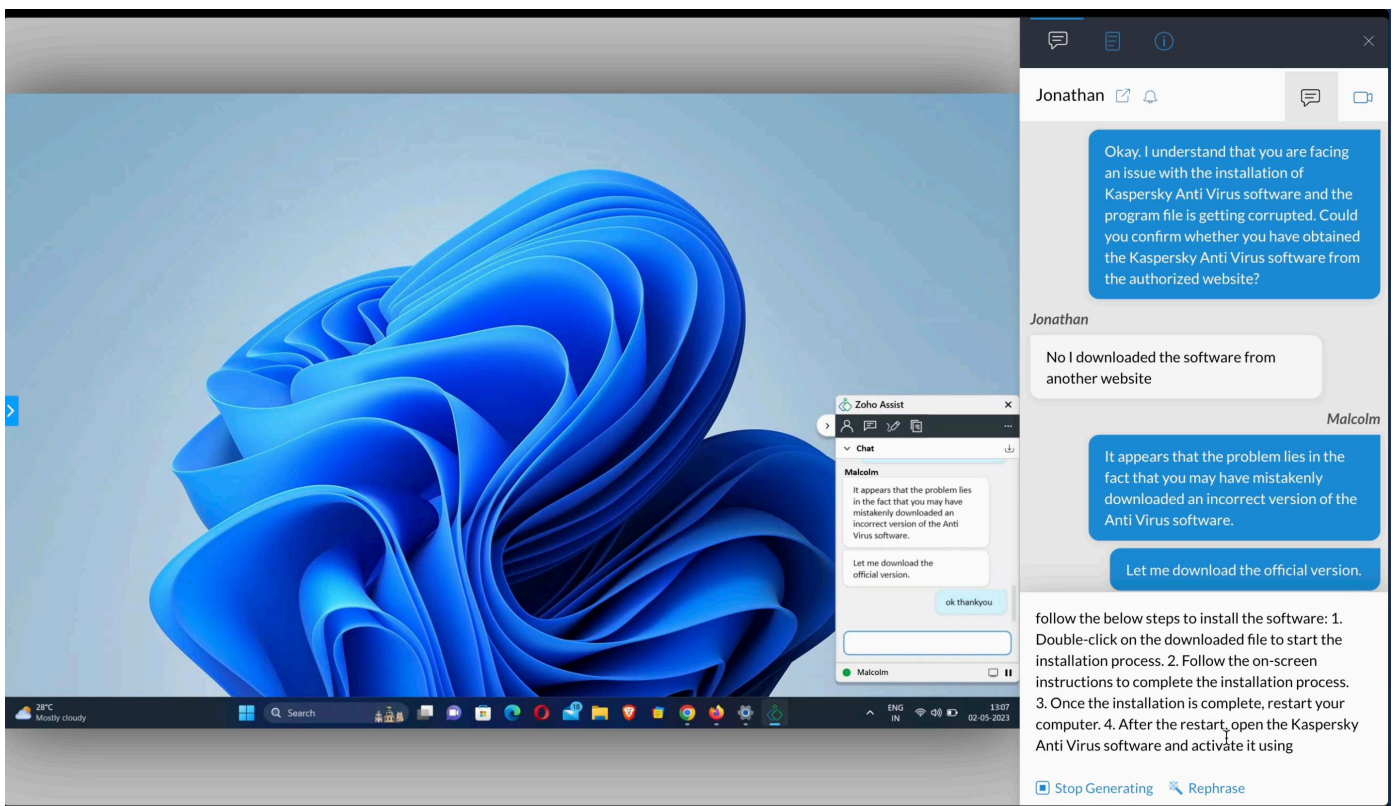 Jonathan
Okay. I understand that you are facing
an issue with the installation of
Kaspersky Anti Virus software and the
program file is getting corrupted. Could
you confirm whether you have obtained
the Kaspersky Anti Virus software from
the authorized website?
Jonathan
No I downloaded the software from
another website
Malcolm
It appears that the problem lies in the
fact that you may have mistakenly
downloaded an incorrect version of the
Anti Virus software.
Let me download the official version.
follow the below steps to install the software: 1.
Double-click on the downloaded file to start the
installation process. 2. Follow the on-screen
instructions to complete the installation process.
3. Once the installation is complete, restart your
computer. 4. After the restart, open the Kaspersky
Anti Virus software and activate it using
Stop Generating Rephrase
Zoho Assist
Chat
Malcolm
It appears that the problem lies
in the fact that you may have
mistakenly downloaded an
incorrect version of the Anti
Virus software.
Let me download the
official version.
ok thankyou
Malcolm
28°C
Mostly cloudy
Search
18
ENG
IN
13:07
02-05-2023